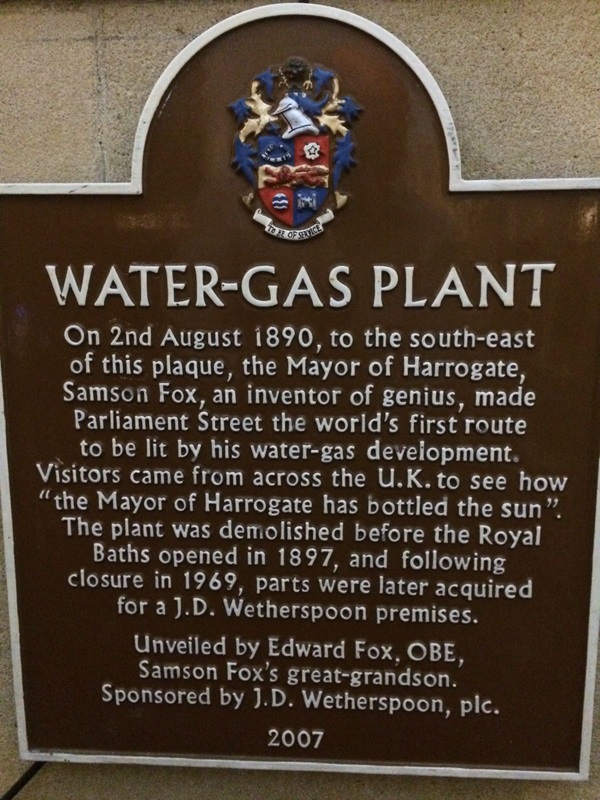 TO BE OF SERVICE
WATER-GAS PLANT
On 2nd August 1890, to the south-east
of this plaque, the Mayor of Harrogate,
Samson Fox, an inventor of genius, made
Parliament Street the world's first route
to be lit by his water-gas development.
Visitors came from across the U.K. to see how
"the Mayor of Harrogate has bottled the sun".
The plant was demolished before the Royal
Baths opened in 1897, and following
closure in 1969, parts were later acquired
for a J.D. Wetherspoon premises.
Unveiled by Edward Fox, OBE,
Samson Fox's great-grandson.
Sponsored by J.D. Wetherspoon, plc.
2007